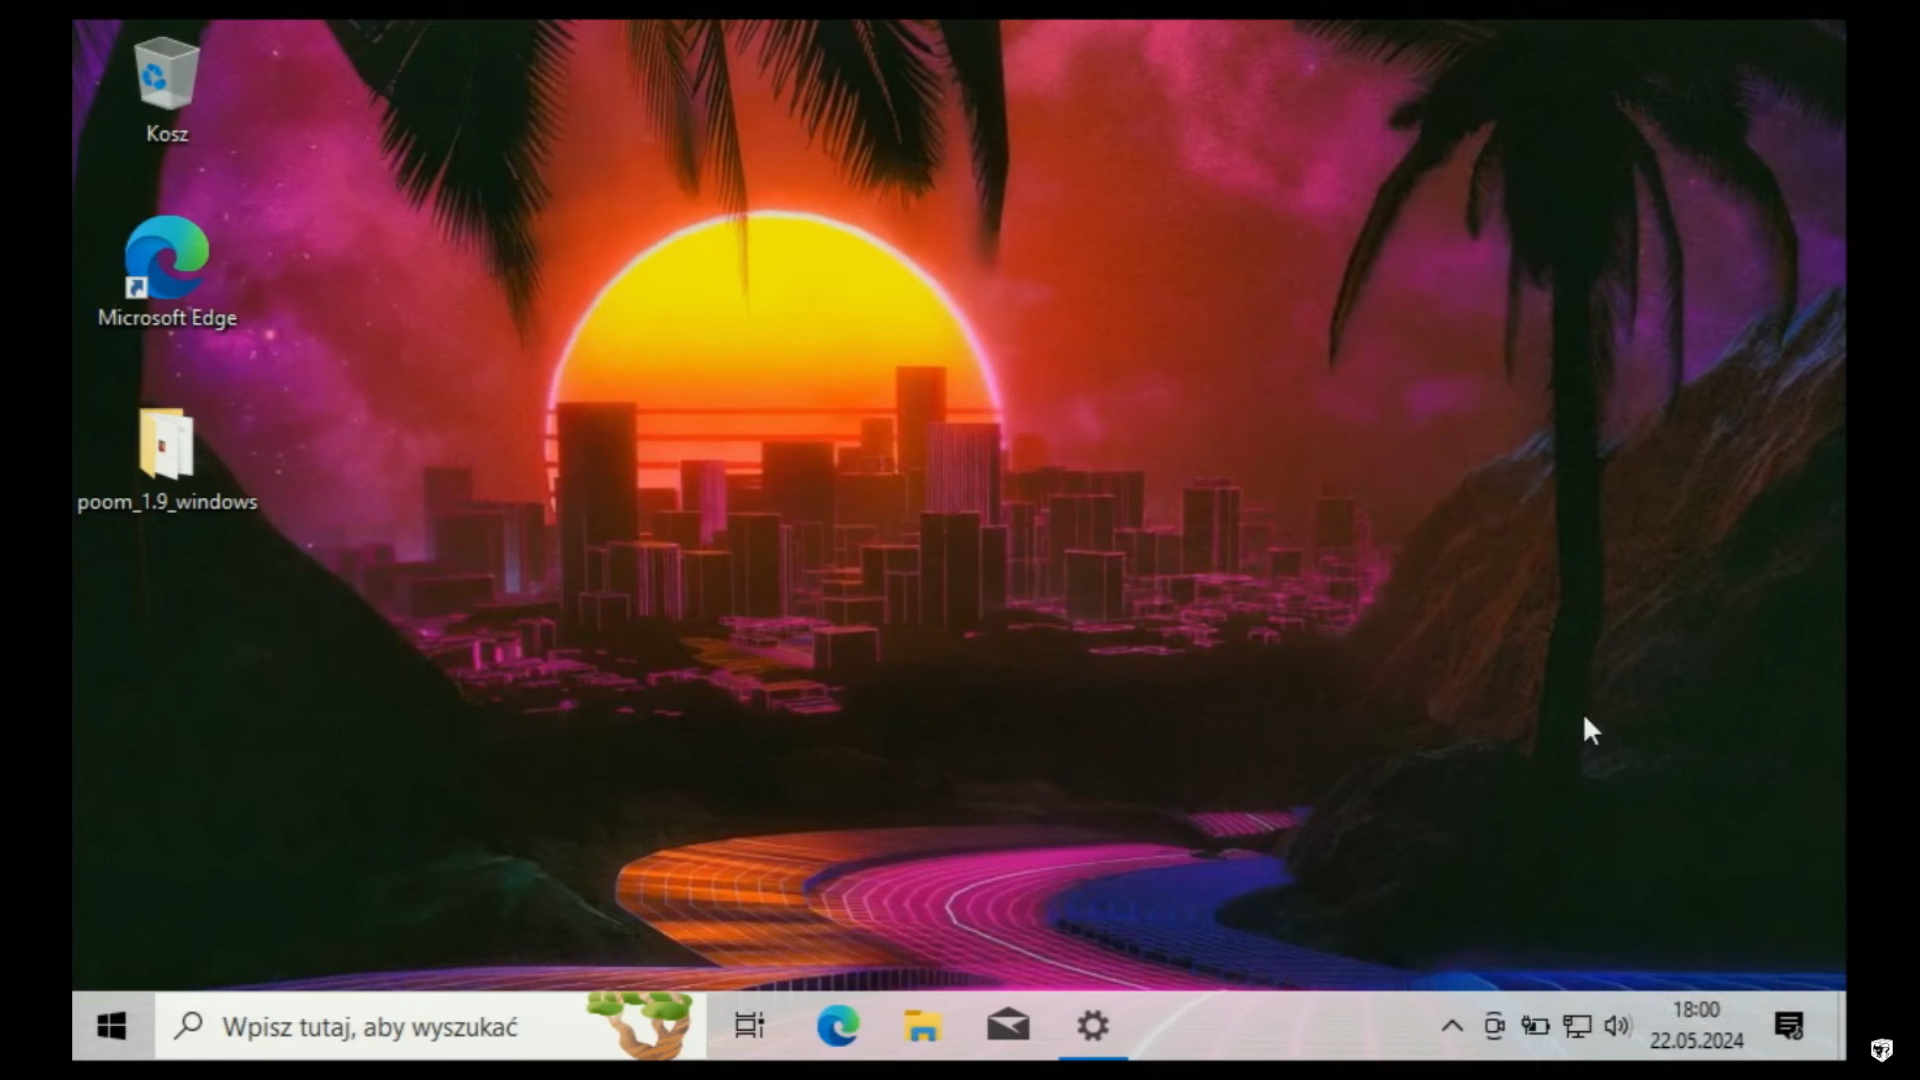 Kosz
Microsoft Edge
poom_1.9_windows
Wpisz tutaj, aby wyszukać
18:00
22.05.2024